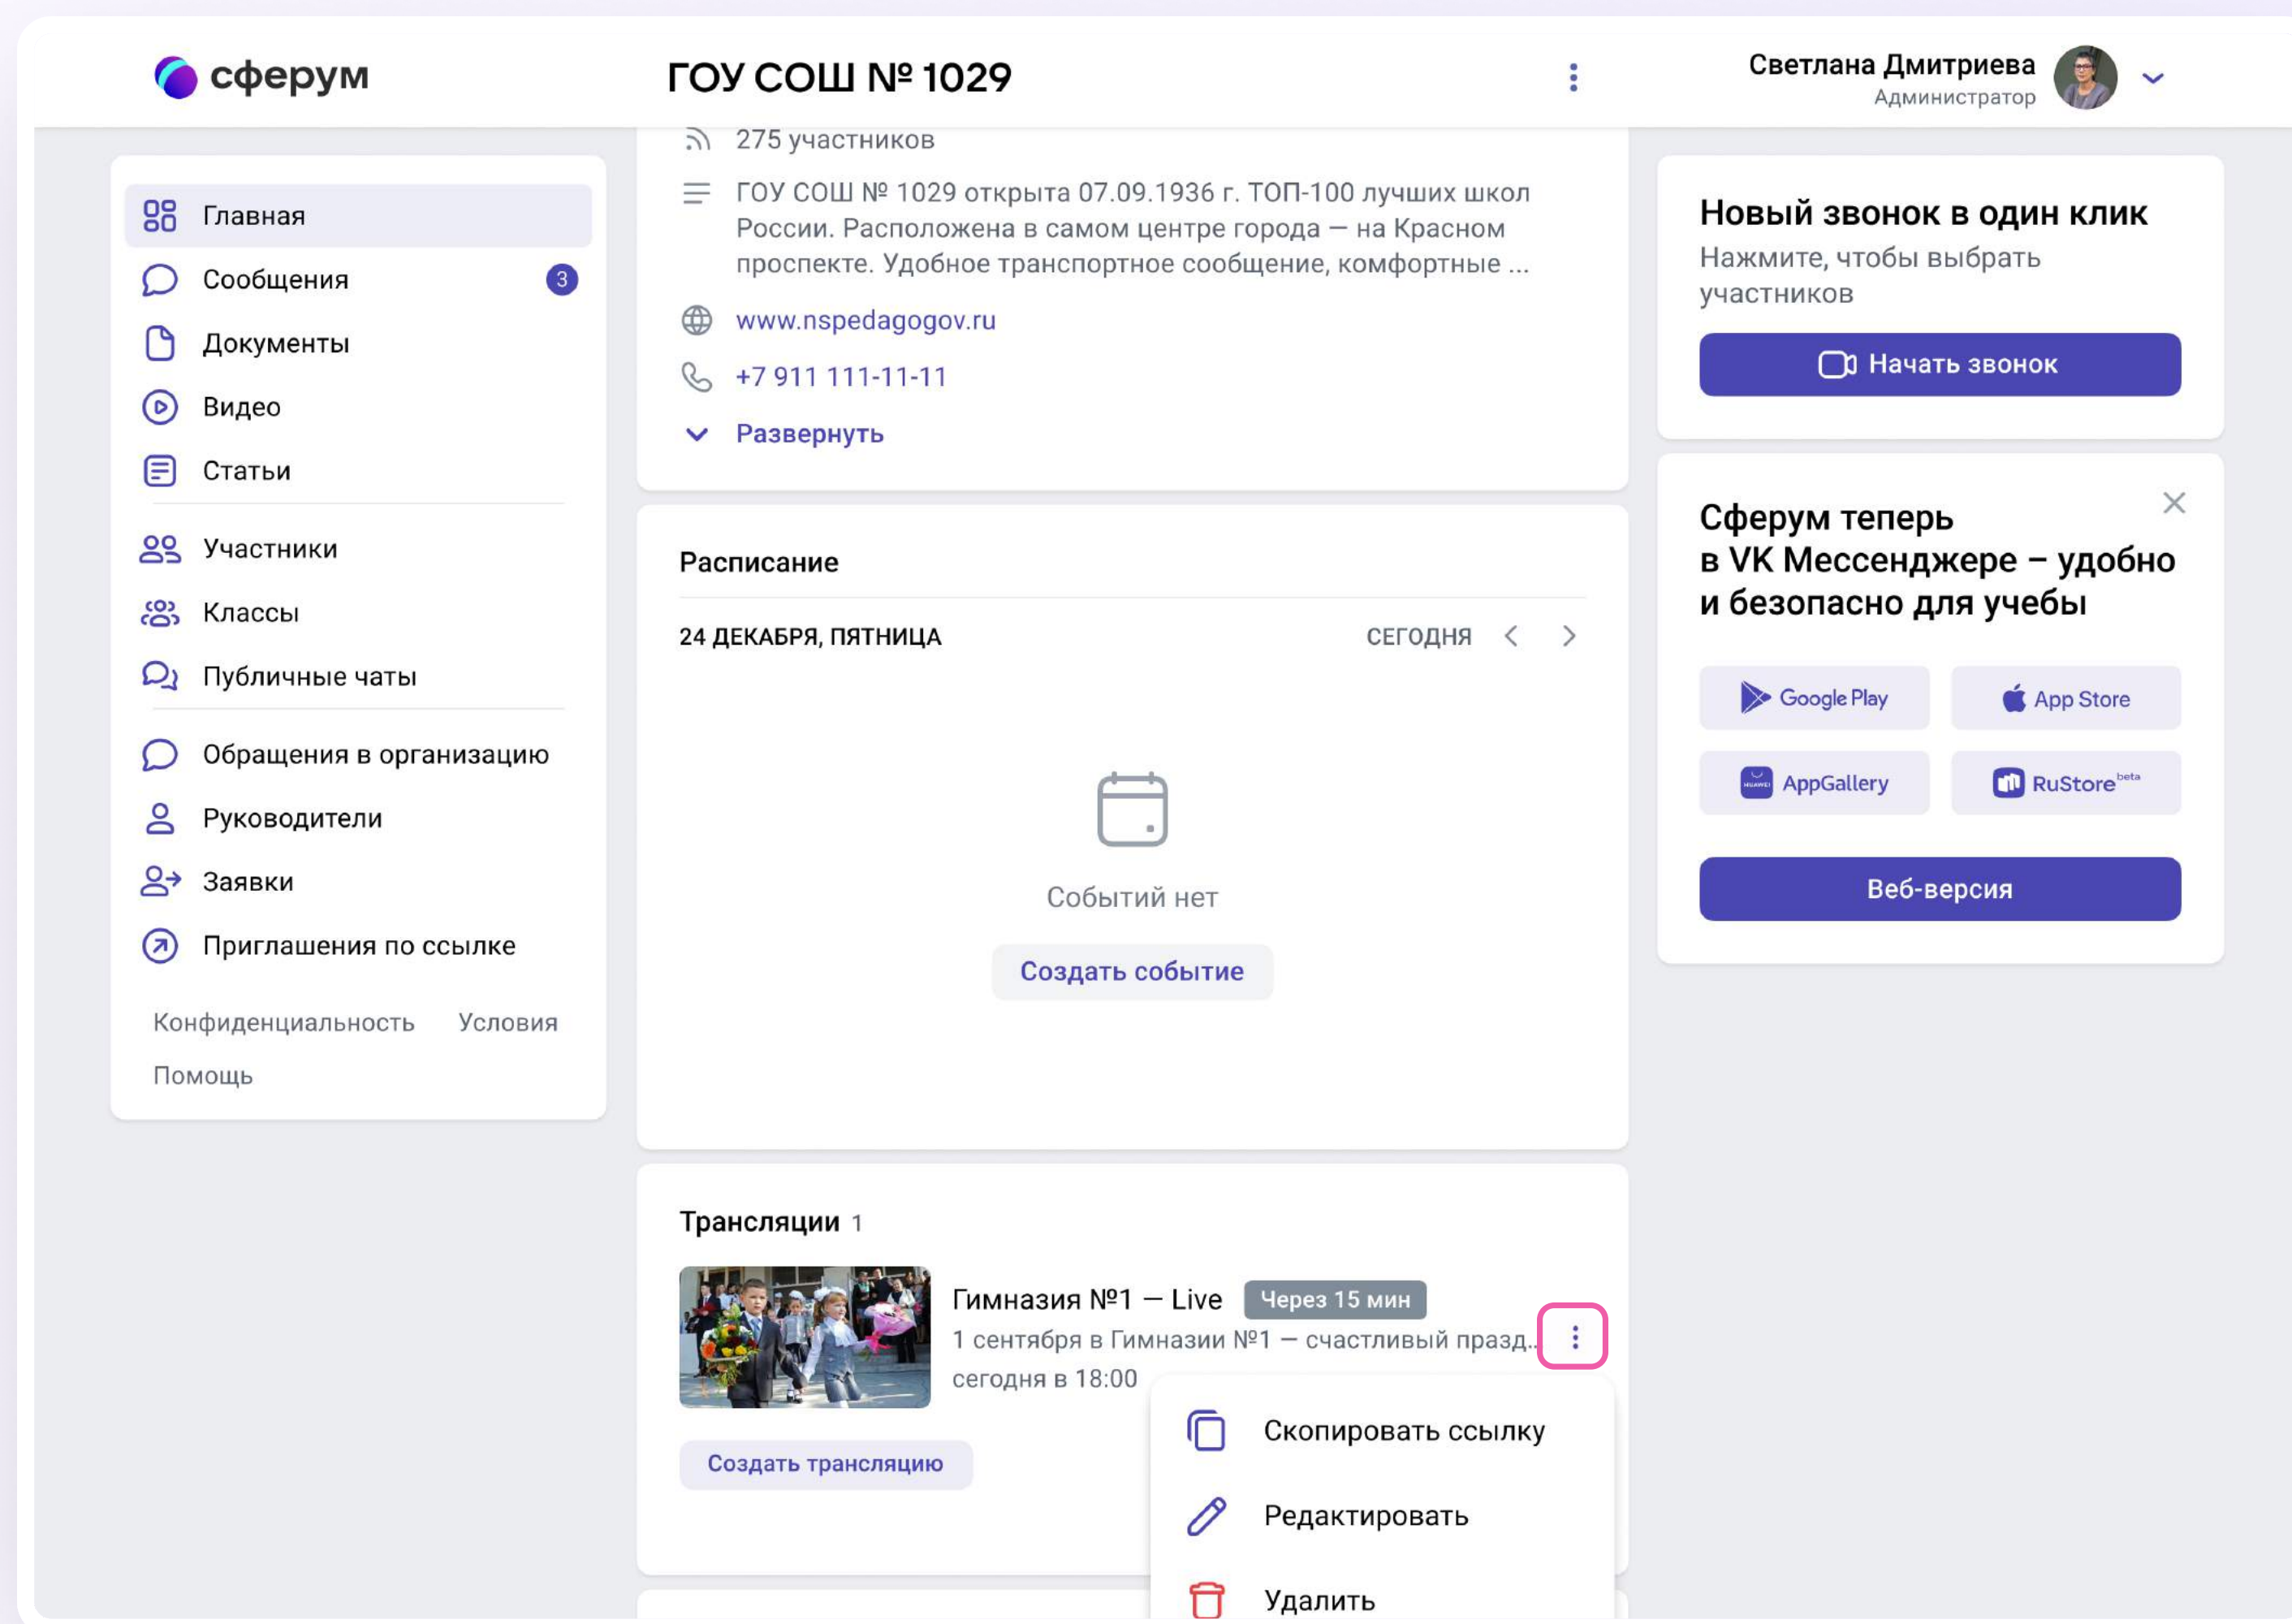 сферум
ГОУ СОШ № 1029
Светлана Дмитриева
Администратор
Главная
Сообщения 3
Документы
Видео
Статьи
Участники
Классы
Публичные чаты
Обращения в организацию
Руководители
Заявки
Приглашения по ссылке
Конфиденциальность Условия
Помощь
275 участников
ГОУ СОШ № 1029 открыта 07.09.1936 г. ТОП-100 лучших школ
России. Расположена в самом центре города — на Красном
проспекте. Удобное транспортное сообщение, комфортные ...
www.nspedagogov.ru
+7 911 111-11-11
Развернуть
Расписание
24 ДЕКАБРЯ, ПЯТНИЦА СЕГОДНЯ
Событий нет
Создать событие
Трансляции 1
Гимназия №1 — Live Через 15 мин
1 сентября в Гимназии №1 — счастливый празд...
сегодня в 18:00
Создать трансляцию
Скопировать ссылку
Редактировать
Удалить
Новый звонок в один клик
Нажмите, чтобы выбрать
участников
Начать звонок
Сферум теперь
в VK Мессенджере – удобно
и безопасно для учебы
Google Play
App Store
HUAWEI AppGallery
RuStore beta
Веб-версия